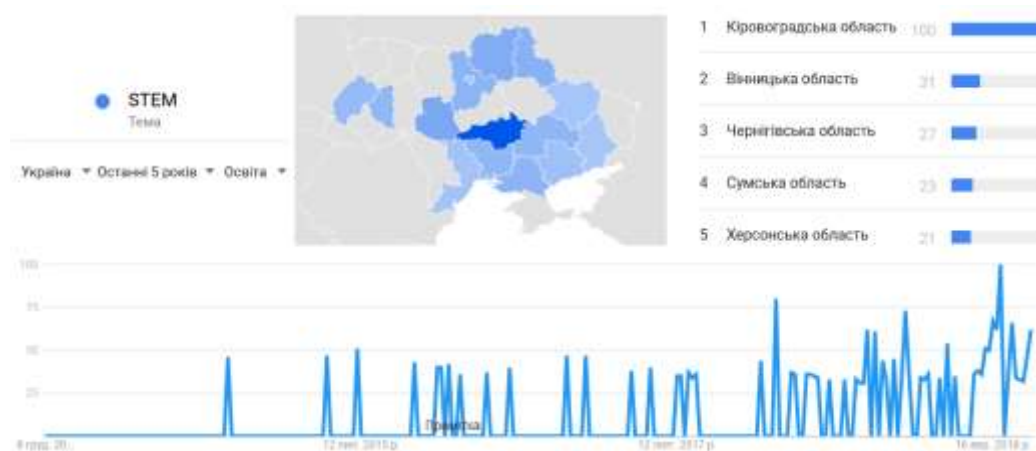 STEM
Тема
Україна Останні 5 років Освіта
1 Кіровоградська область 100
2 Вінницька область 31
3 Чернігівська область 27
4 Сумська область 23
5 Херсонська область 21
100
75
50
25
Примітка